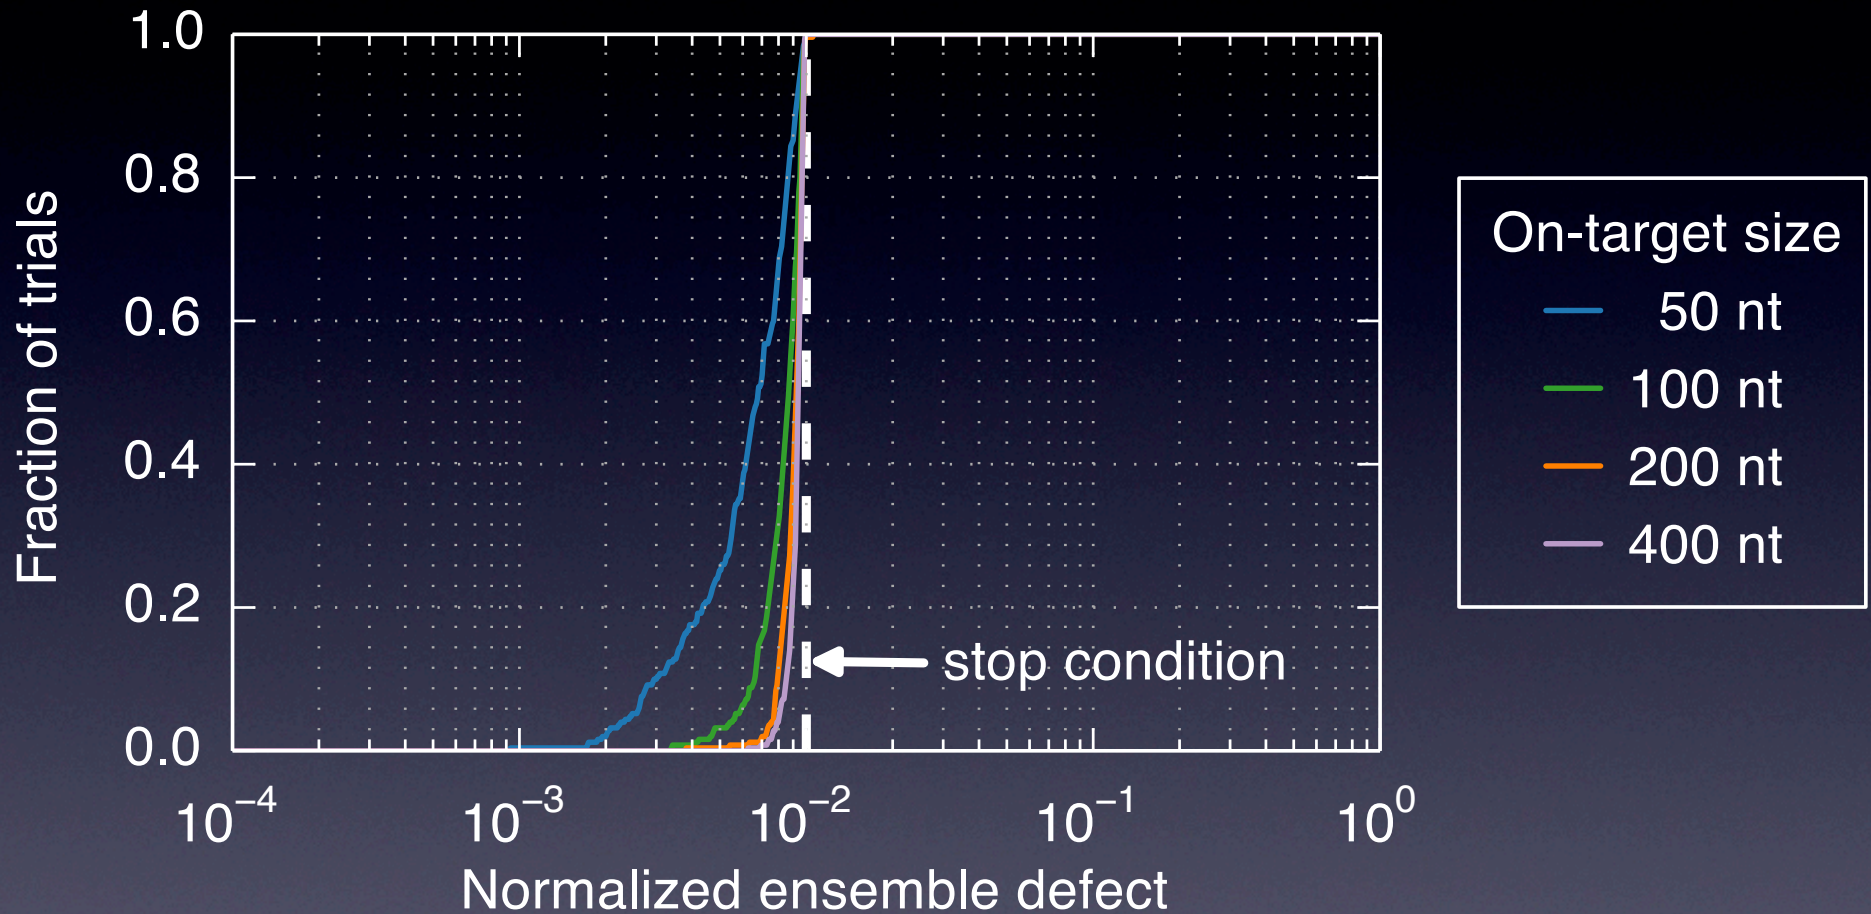 1.0
0.8
0.6
0.4
0.2
0.0
Fraction of trials
10⁻⁴ 10⁻³ 10⁻² 10⁻¹ 10⁰
Normalized ensemble defect
stop condition
On-target size
50 nt
100 nt
200 nt
400 nt